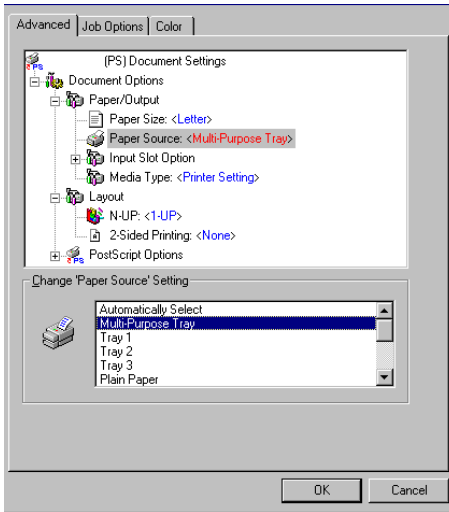 Advanced Job Options Color
(PS) Document Settings
Document Options
Paper/Output
Paper Size: <Letter>
Paper Source: <Multi-Purpose Tray>
Input Slot Option
Media Type: <Printer Setting>
Layout
N-UP: <1-UP>
2-Sided Printing: <None>
PostScript Options
Change 'Paper Source' Setting
Automatically Select
Multi-Purpose Tray
Tray 1
Tray 2
Tray 3
Plain Paper
OK Cancel